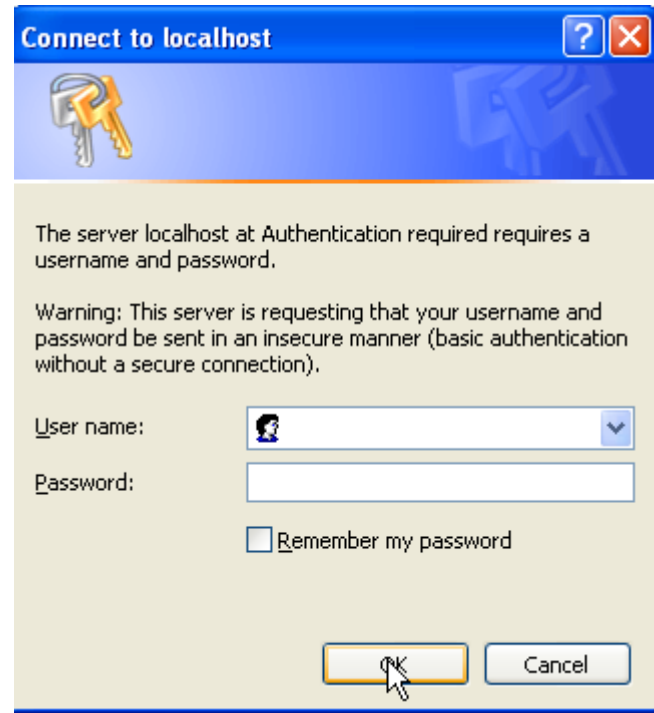 Connect to localhost
The server localhost at Authentication required requires a
username and password.
Warning: This server is requesting that your username and
password be sent in an insecure manner (basic authentication
without a secure connection).
User name:
Password:
Remember my password
OK Cancel